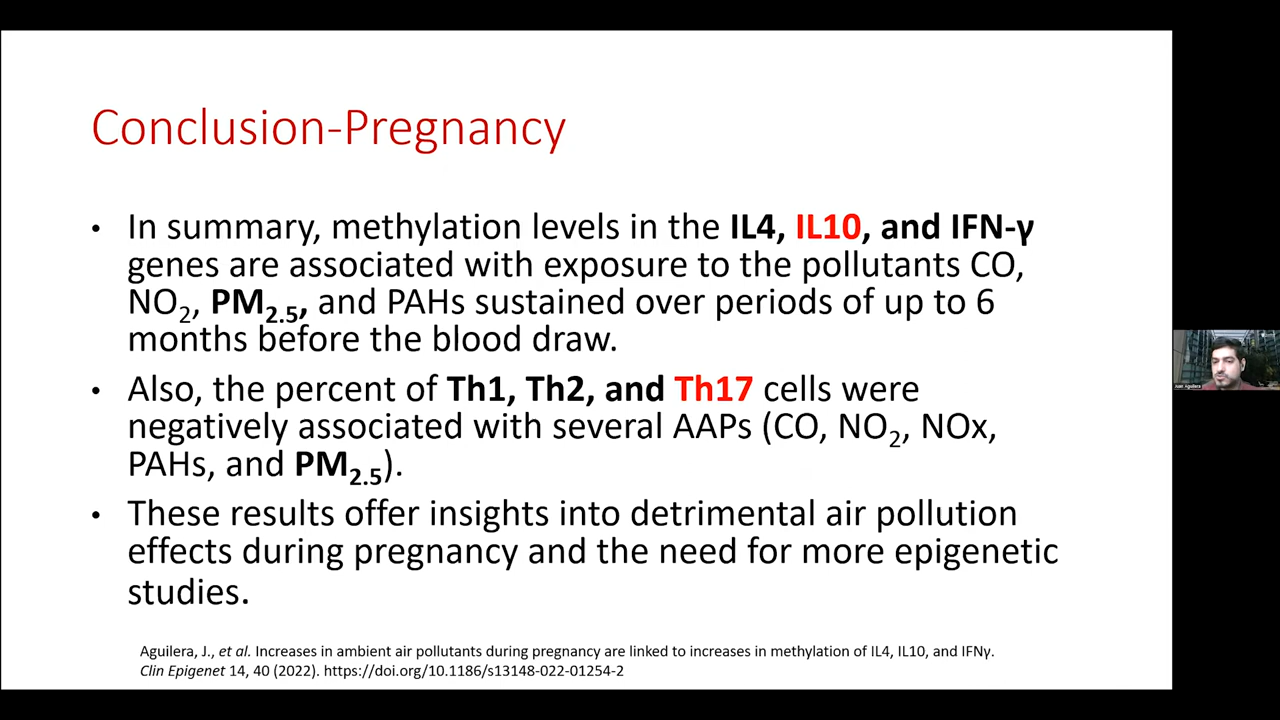 Conclusion-Pregnancy
• In summary, methylation levels in the IL4, IL10, and IFN-γ
genes are associated with exposure to the pollutants CO,
NO₂, PM₂.₅, and PAHs sustained over periods of up to 6
months before the blood draw.
• Also, the percent of Th1, Th2, and Th17 cells were
negatively associated with several AAPs (CO, NO₂, NOx,
PAHs, and PM₂.₅).
• These results offer insights into detrimental air pollution
effects during pregnancy and the need for more epigenetic
studies.
Aguilera, J., et al. Increases in ambient air pollutants during pregnancy are linked to increases in methylation of IL4, IL10, and IFNγ.
Clin Epigenet 14, 40 (2022). https://doi.org/10.1186/s13148-022-01254-2
Juan Aguilera